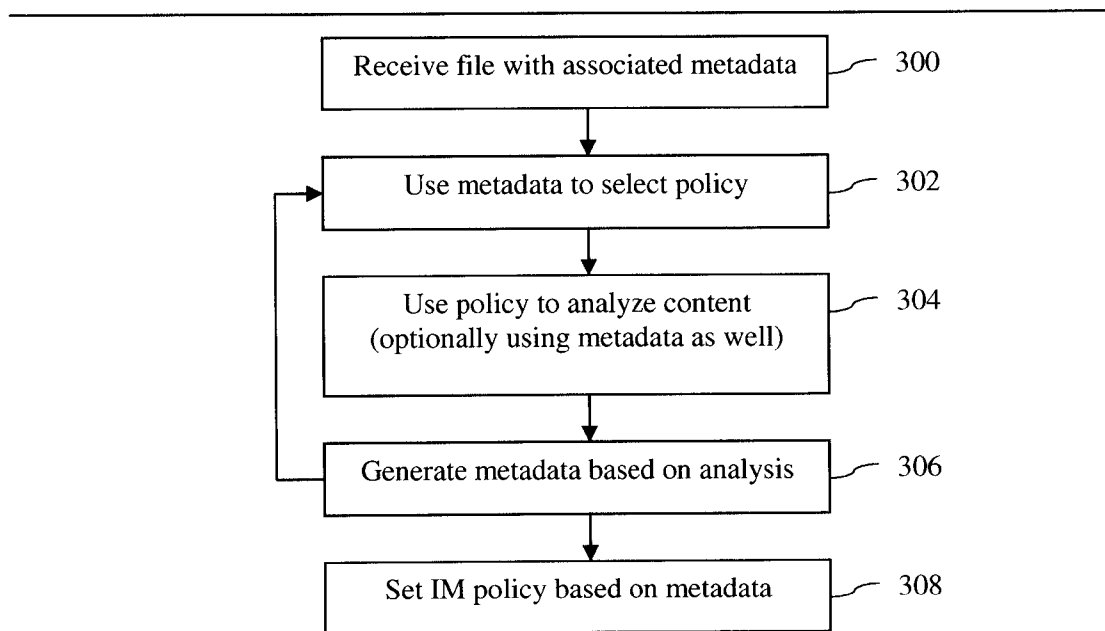 Receive file with associated metadata 300
Use metadata to select policy 302
Use policy to analyze content 304
(optionally using metadata as well)
Generate metadata based on analysis 306
Set IM policy based on metadata 308